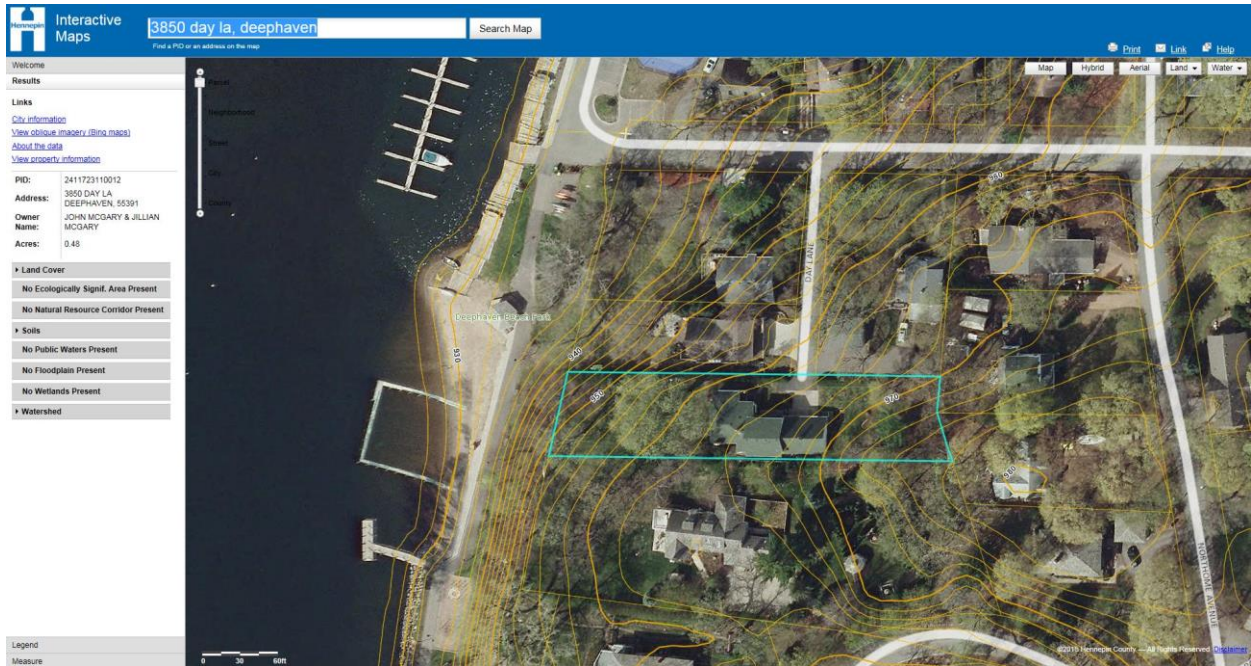 Hennepin
Interactive
Maps
3850 day la, deephaven
Search Map
Find a PID or an address on the map
Print
Link
Help
Welcome
Results
Links
City information
View oblique imagery (Bing maps)
About the data
View property information
PID: 2411723110012
Address: 3850 DAY LA
DEEPHAVEN, 55391
Owner Name: JOHN MCGARY & JILLIAN
MCGARY
Acres: 0.48
Land Cover
No Ecologically Signif. Area Present
No Natural Resource Corridor Present
Soils
No Public Waters Present
No Floodplain Present
No Wetlands Present
Watershed
Legend
Measure
Parcel
Neighborhood
Street
City
County
Map
Hybrid
Aerial
Land
Water
980
DAY LANE
Deephaven Beach Park
930
940
950
970
980
NORTHOME AVENUE
0 30 60ft
©2015 Hennepin County — All Rights Reserved Disclaimer